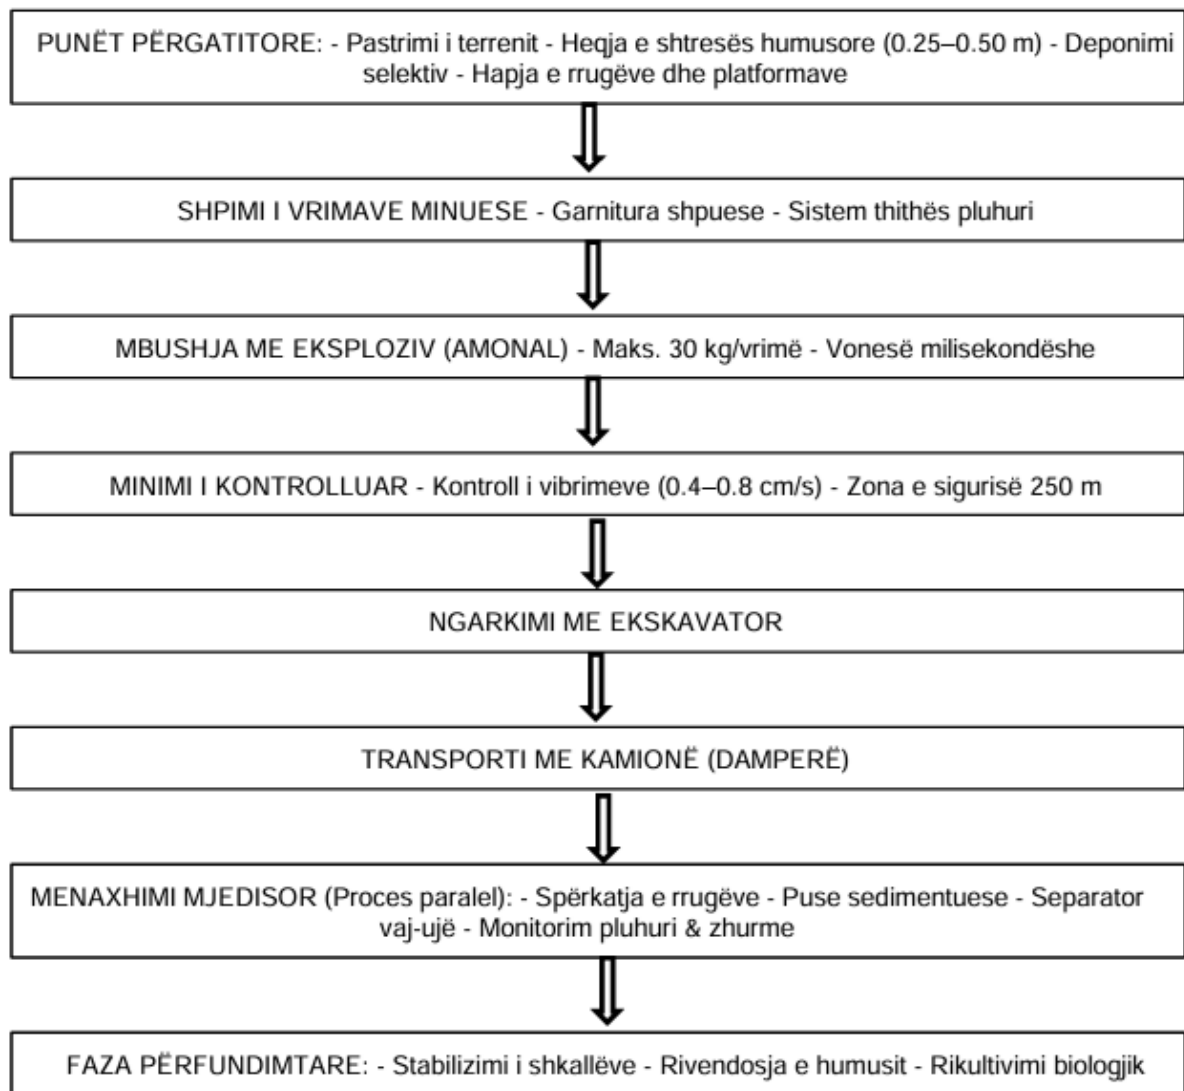 PUNËT PËRGATITORE: - Pastrimi i terrenit - Heqja e shtresës humusore (0.25–0.50 m) - Deponimi
selektiv - Hapja e rrugëve dhe platformave
SHPIMI I VRIMAVE MINUESE - Garnitura shpuese - Sistem thithës pluhuri
MBUSHJA ME EKSPLOZIV (AMONAL) - Maks. 30 kg/vrimë - Vonesë milisekondëshe
MINIMI I KONTROLLUAR - Kontroll i vibrimeve (0.4–0.8 cm/s) - Zona e sigurisë 250 m
NGARKIMI ME EKSKAVATOR
TRANSPORTI ME KAMIONË (DAMPERË)
MENAXHIMI MJEDISOR (Proces paralel): - Spërkatja e rrugëve - Puse sedimentuese - Separator
vaj-ujë - Monitorim pluhuri & zhurme
FAZA PËRFUNDIMTARE: - Stabilizimi i shkallëve - Rivendosja e humusit - Rikultivimi biologjik